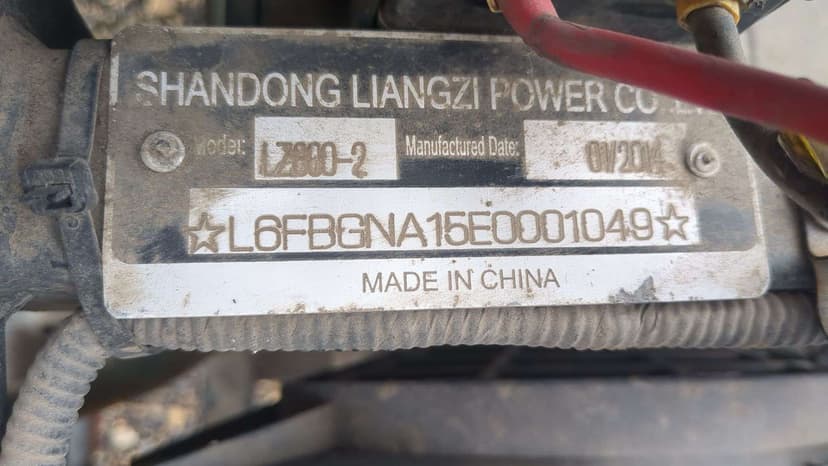 SHANDONG LIANGZI POWER CO
Model: LZ800-2 Manufactured Date: 01/2014
☆L6FBGNA15E0001049☆
MADE IN CHINA